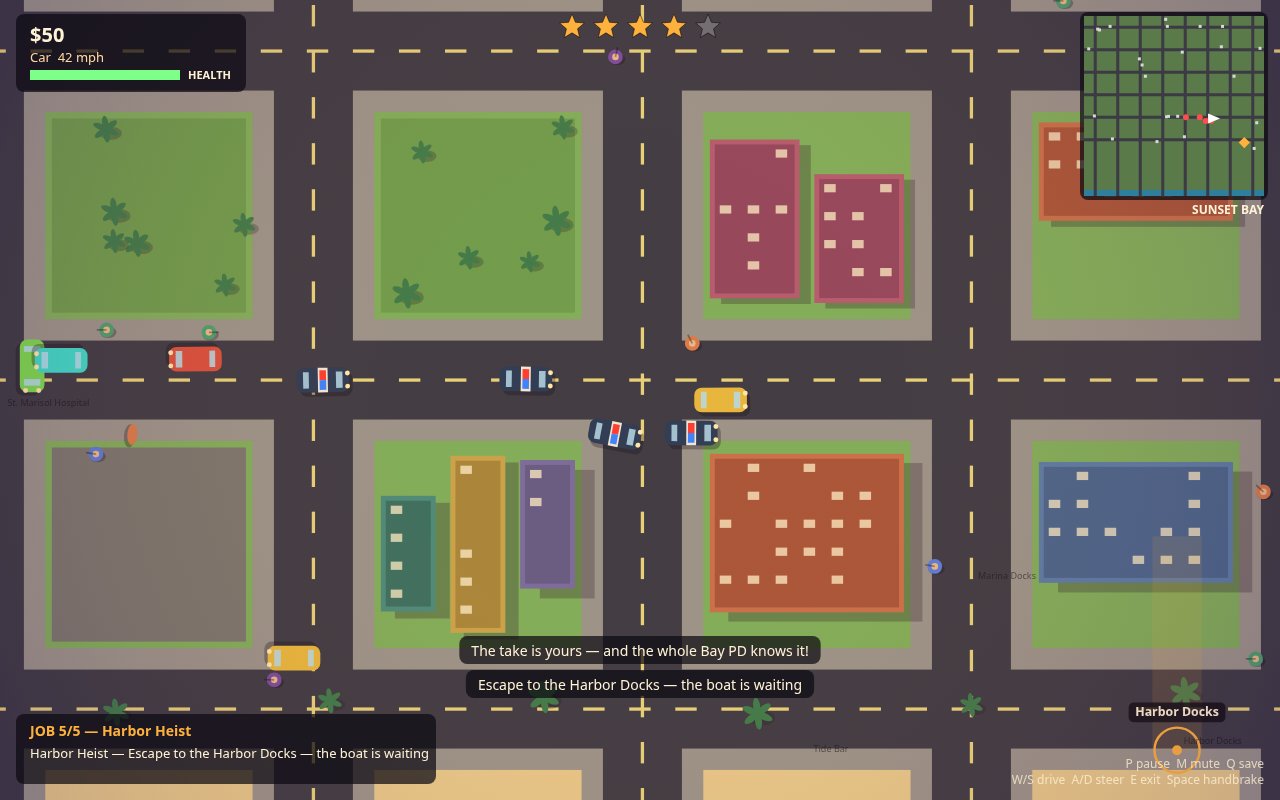 $50
Car 42 mph
HEALTH
SUNSET BAY
St. Marisol Hospital
Marina Docks
The take is yours — and the whole Bay PD knows it!
Escape to the Harbor Docks — the boat is waiting
Harbor Docks
Harbor Docks
Tide Bar
JOB 5/5 — Harbor Heist
Harbor Heist — Escape to the Harbor Docks — the boat is waiting
P pause M mute Q save
W/S drive A/D steer E exit Space handbrake